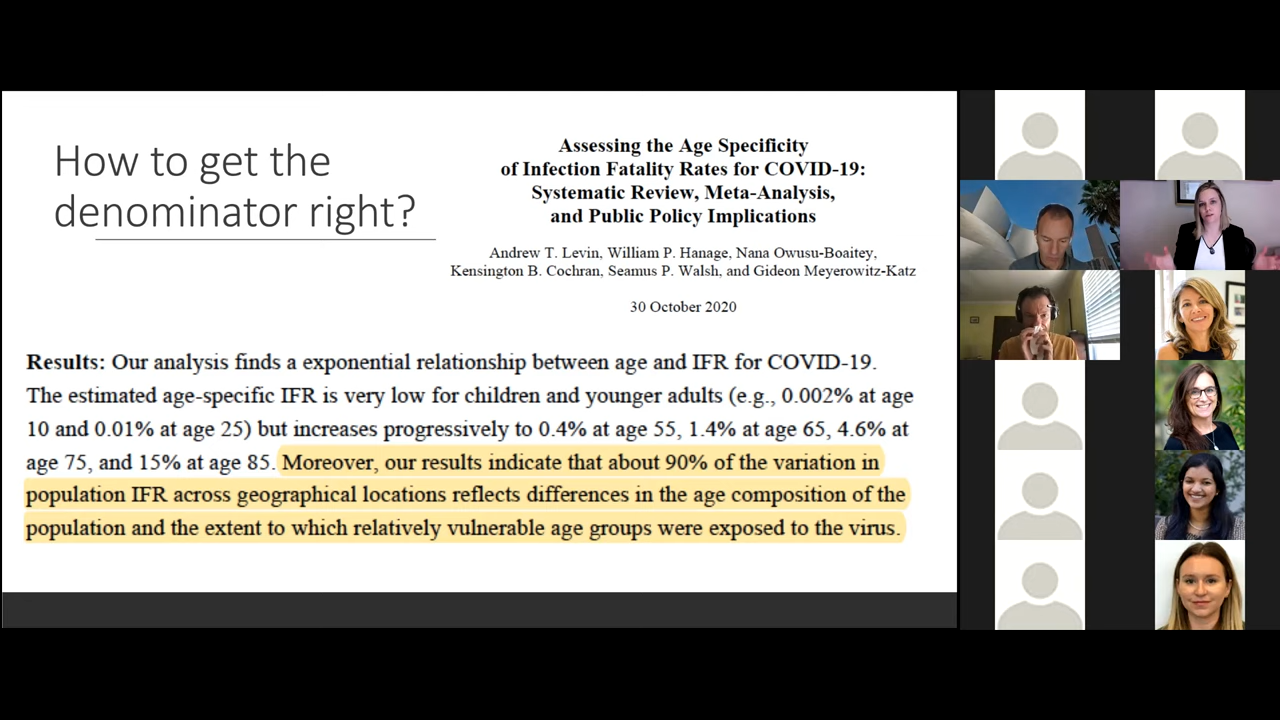 How to get the
denominator right?
Assessing the Age Specificity
of Infection Fatality Rates for COVID-19:
Systematic Review, Meta-Analysis,
and Public Policy Implications
Andrew T. Levin, William P. Hanage, Nana Owusu-Boaitey,
Kensington B. Cochran, Seamus P. Walsh, and Gideon Meyerowitz-Katz
30 October 2020
Results: Our analysis finds a exponential relationship between age and IFR for COVID-19.
The estimated age-specific IFR is very low for children and younger adults (e.g., 0.002% at age
10 and 0.01% at age 25) but increases progressively to 0.4% at age 55, 1.4% at age 65, 4.6% at
age 75, and 15% at age 85. Moreover, our results indicate that about 90% of the variation in
population IFR across geographical locations reflects differences in the age composition of the
population and the extent to which relatively vulnerable age groups were exposed to the virus.